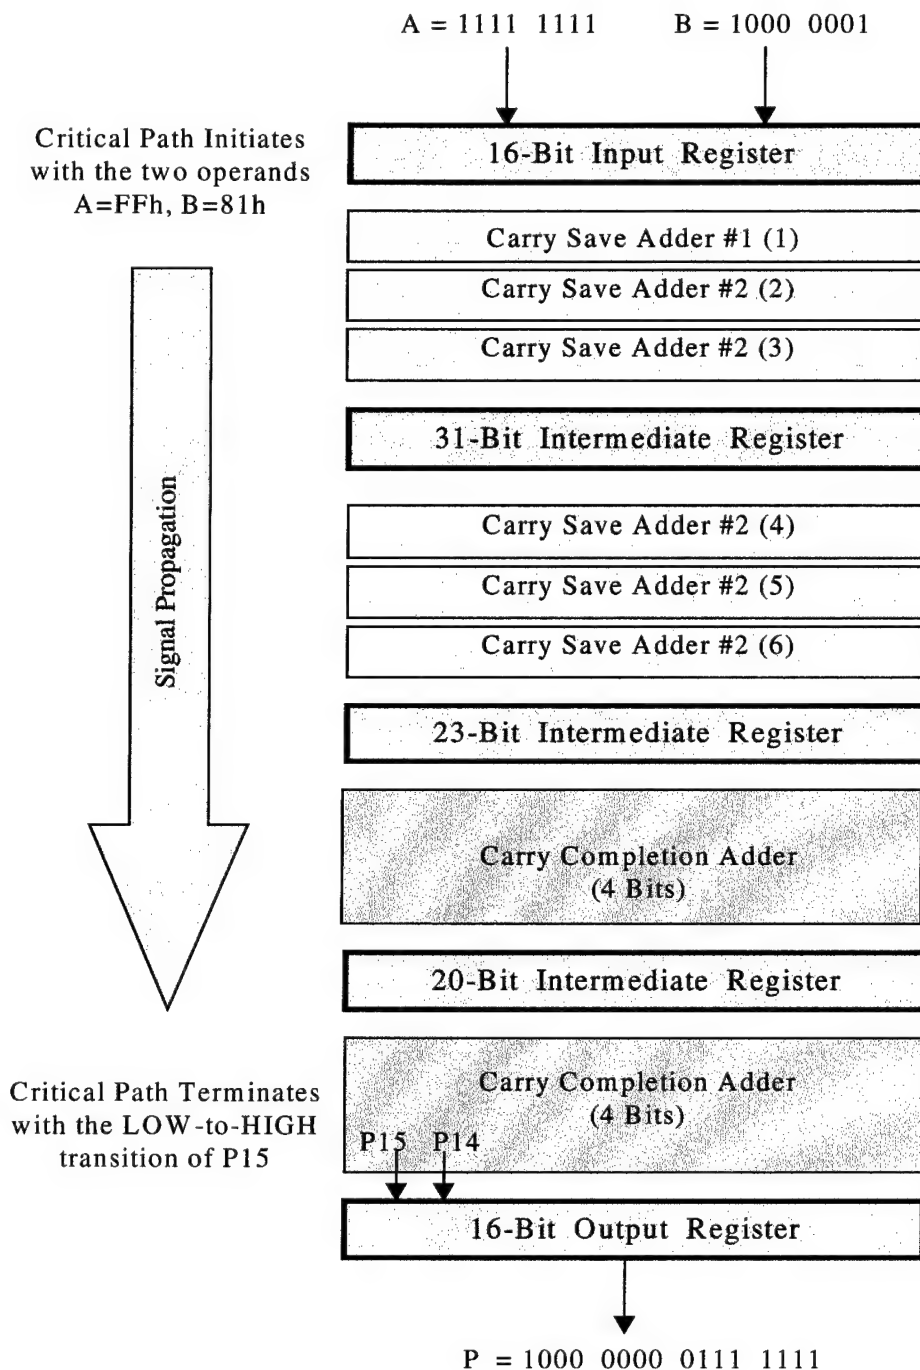 A = 1111 1111
B = 1000 0001
Critical Path Initiates
with the two operands
A=FFh, B=81h
16-Bit Input Register
Carry Save Adder #1 (1)
Carry Save Adder #2 (2)
Carry Save Adder #2 (3)
31-Bit Intermediate Register
Signal Propagation
Carry Save Adder #2 (4)
Carry Save Adder #2 (5)
Carry Save Adder #2 (6)
23-Bit Intermediate Register
Carry Completion Adder
(4 Bits)
20-Bit Intermediate Register
Carry Completion Adder
(4 Bits)
Critical Path Terminates
with the LOW-to-HIGH
transition of P15
P15 P14
16-Bit Output Register
P = 1000 0000 0111 1111